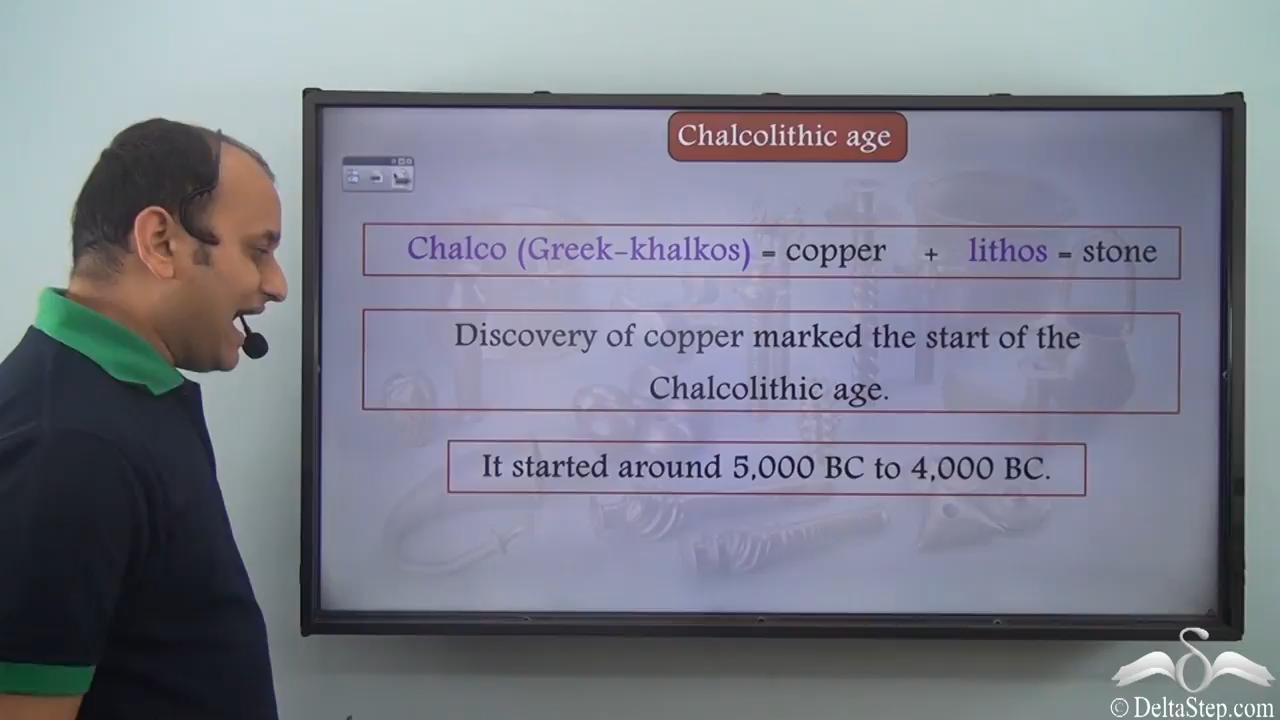 Chalcolithic age
Chalco (Greek-khalkos) = copper + lithos = stone
Discovery of copper marked the start of the
Chalcolithic age.
It started around 5,000 BC to 4,000 BC.
© DeltaStep.com